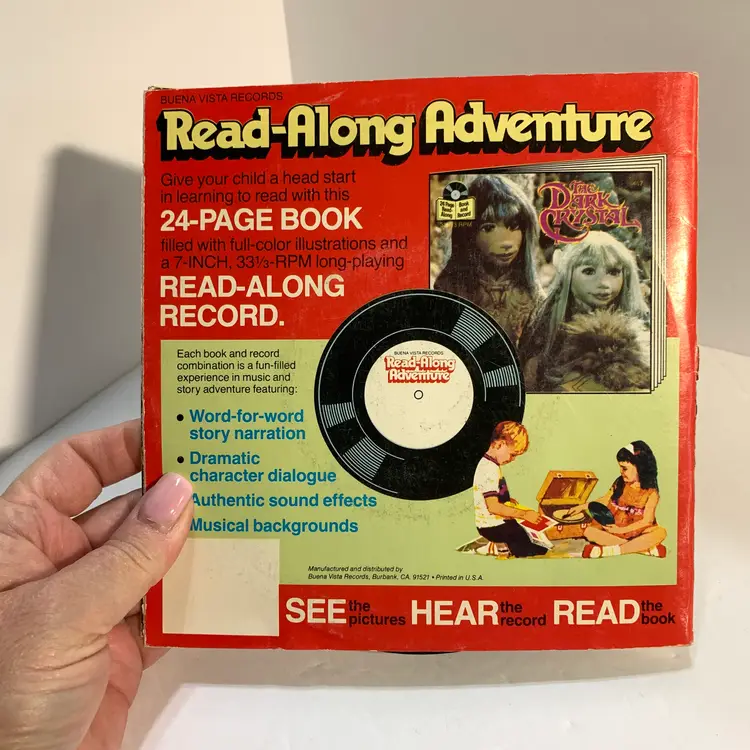 BUENA VISTA RECORDS
Read-Along Adventure
Give your child a head start
in learning to read with this
24-PAGE BOOK
filled with full-color illustrations and
a 7-INCH, 33⅓-RPM long-playing
READ-ALONG
RECORD.
24 Page
Read-
Along
Book
and
Record
RPM
THE
DARK
CRYSTAL
Each book and record
combination is a fun-filled
experience in music and
story adventure featuring:
• Word-for-word
story narration
• Dramatic
character dialogue
Authentic sound effects
Musical backgrounds
BUENA VISTA RECORDS
Read-Along
Adventure
Manufactured and distributed by
Buena Vista Records, Burbank, CA. 91521 • Printed in U.S.A.
SEE the pictures HEAR the record READ the book